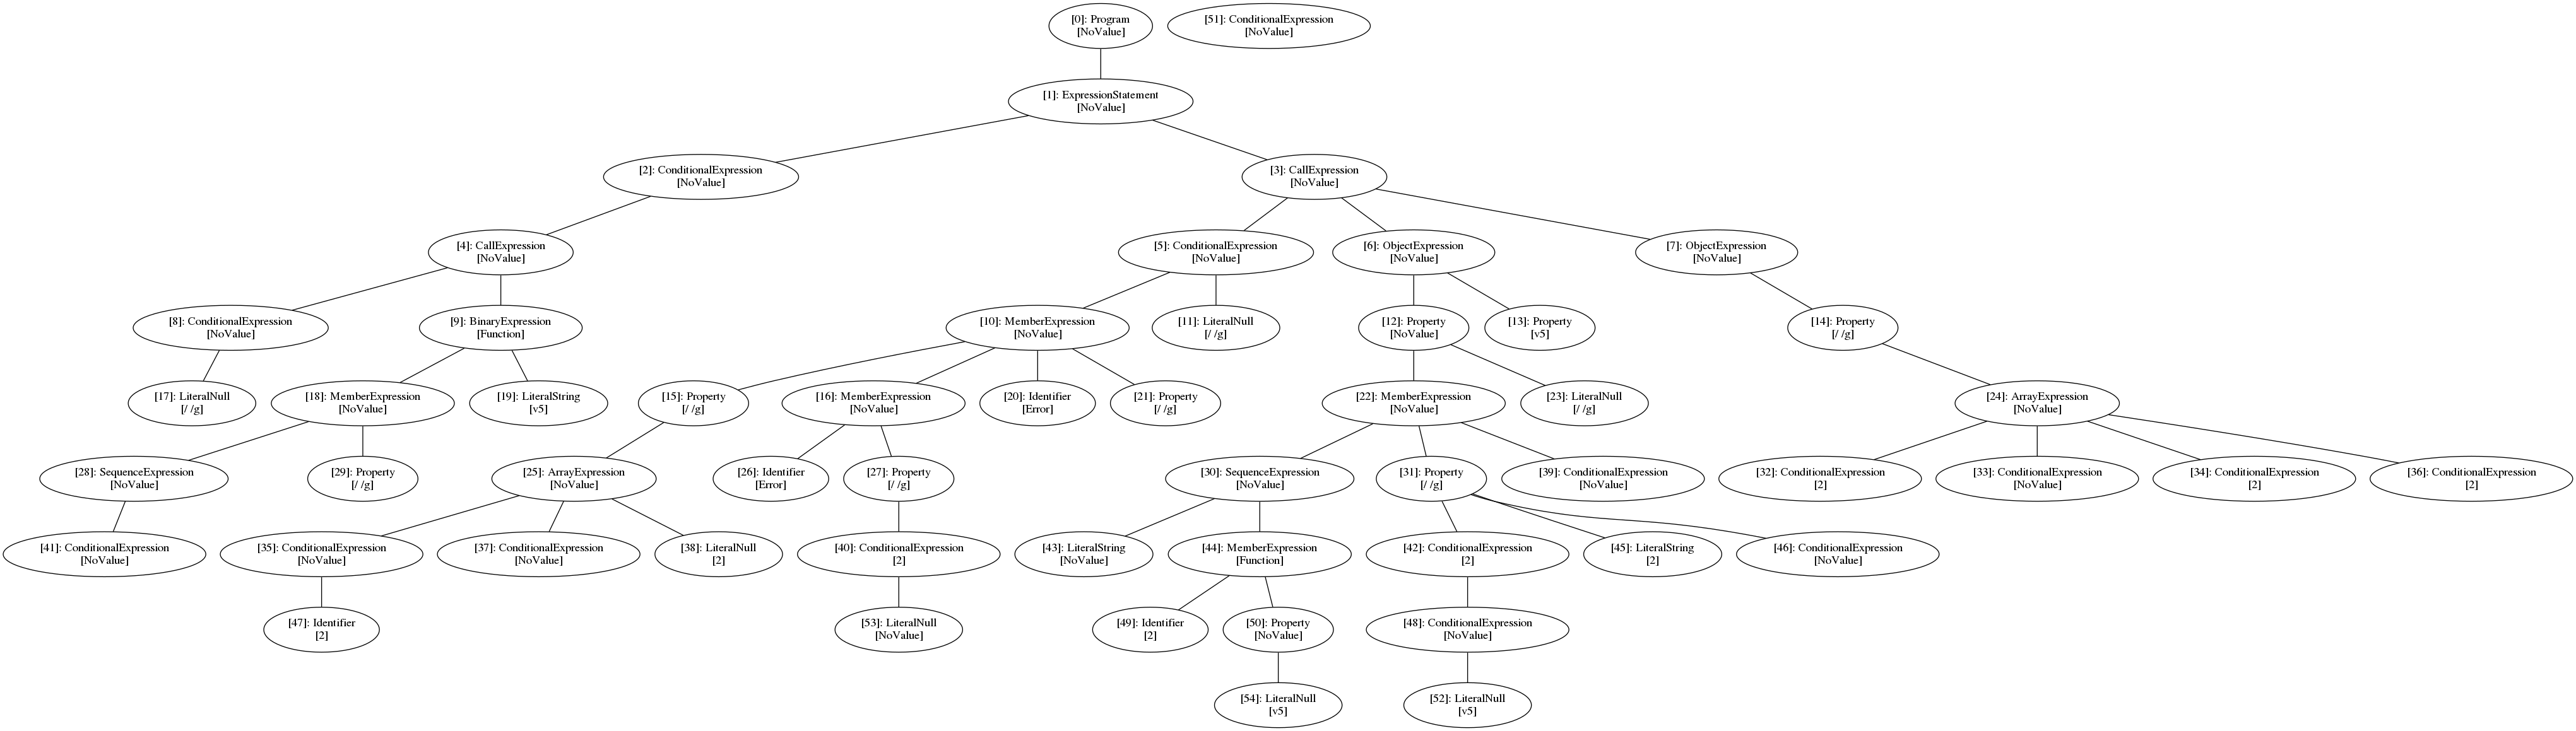 [0]: Program
[NoValue]
[51]: ConditionalExpression
[NoValue]
[1]: ExpressionStatement
[NoValue]
[2]: ConditionalExpression
[NoValue]
[3]: CallExpression
[NoValue]
[4]: CallExpression
[NoValue]
[5]: ConditionalExpression
[NoValue]
[6]: ObjectExpression
[NoValue]
[7]: ObjectExpression
[NoValue]
[8]: ConditionalExpression
[NoValue]
[9]: BinaryExpression
[Function]
[10]: MemberExpression
[NoValue]
[11]: LiteralNull
[/ /g]
[12]: Property
[NoValue]
[13]: Property
[v5]
[14]: Property
[/ /g]
[17]: LiteralNull
[/ /g]
[18]: MemberExpression
[NoValue]
[19]: LiteralString
[v5]
[15]: Property
[/ /g]
[16]: MemberExpression
[NoValue]
[20]: Identifier
[Error]
[21]: Property
[/ /g]
[22]: MemberExpression
[NoValue]
[23]: LiteralNull
[/ /g]
[24]: ArrayExpression
[NoValue]
[28]: SequenceExpression
[NoValue]
[29]: Property
[/ /g]
[25]: ArrayExpression
[NoValue]
[26]: Identifier
[Error]
[27]: Property
[/ /g]
[30]: SequenceExpression
[NoValue]
[31]: Property
[/ /g]
[39]: ConditionalExpression
[NoValue]
[32]: ConditionalExpression
[2]
[33]: ConditionalExpression
[NoValue]
[34]: ConditionalExpression
[2]
[36]: ConditionalExpression
[2]
[41]: ConditionalExpression
[NoValue]
[35]: ConditionalExpression
[NoValue]
[37]: ConditionalExpression
[NoValue]
[38]: LiteralNull
[2]
[40]: ConditionalExpression
[2]
[43]: LiteralString
[NoValue]
[44]: MemberExpression
[Function]
[42]: ConditionalExpression
[2]
[45]: LiteralString
[2]
[46]: ConditionalExpression
[NoValue]
[47]: Identifier
[2]
[53]: LiteralNull
[NoValue]
[49]: Identifier
[2]
[50]: Property
[NoValue]
[48]: ConditionalExpression
[NoValue]
[54]: LiteralNull
[v5]
[52]: LiteralNull
[v5]